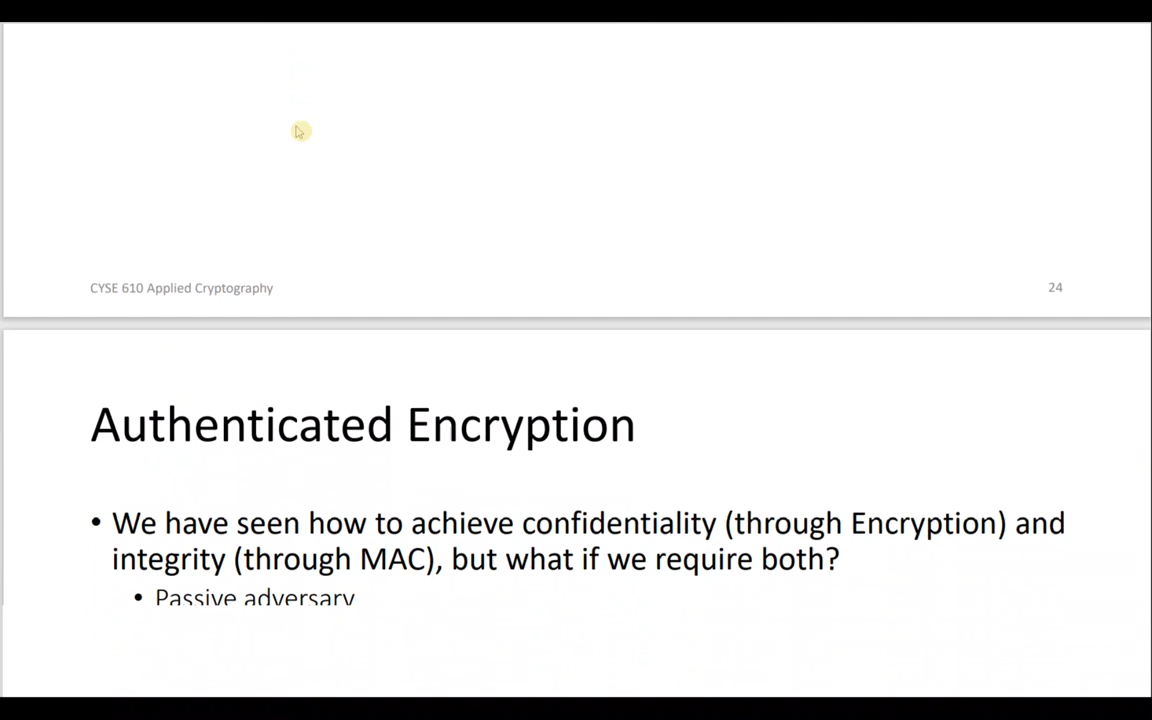 CYSE 610 Applied Cryptography
24
Authenticated Encryption
• We have seen how to achieve confidentiality (through Encryption) and
integrity (through MAC), but what if we require both?
• Passive adversary